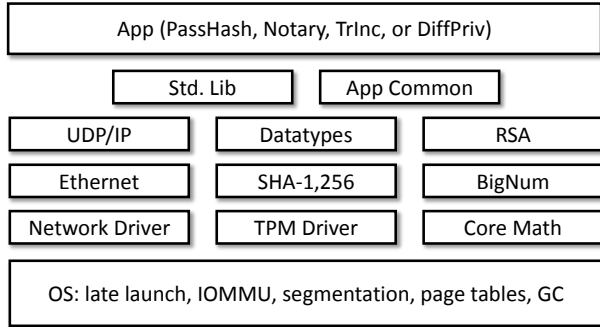 App (PassHash, Notary, TrInc, or DiffPriv)
Std. Lib App Common
UDP/IP Datatypes RSA
Ethernet SHA-1,256 BigNum
Network Driver TPM Driver Core Math
OS: late launch, IOMMU, segmentation, page tables, GC